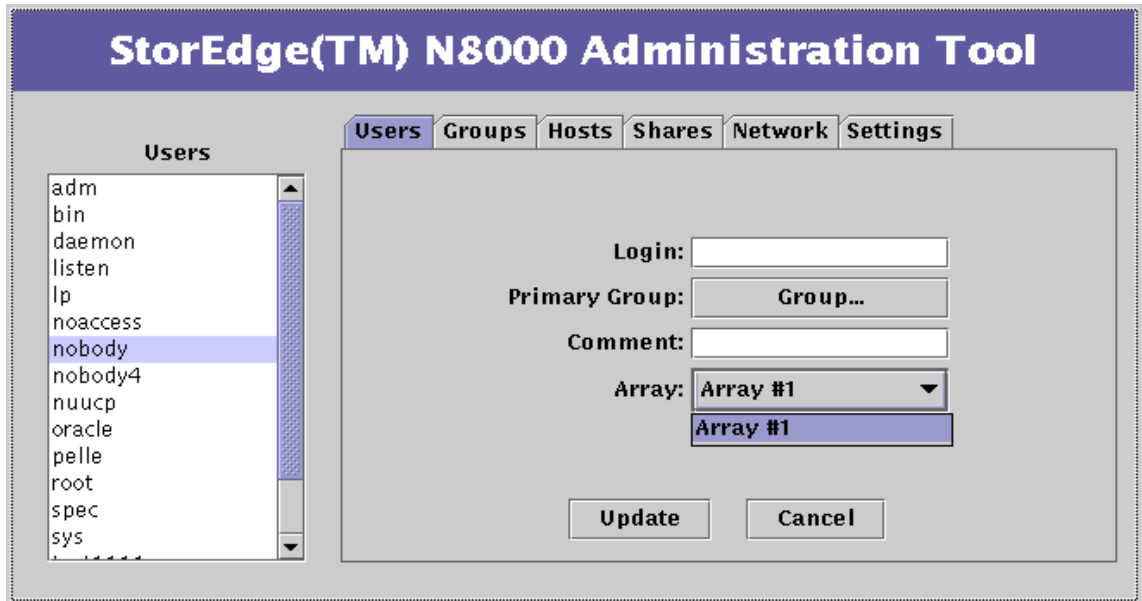 StorEdge(TM) N8000 Administration Tool
Users Groups Hosts Shares Network Settings
Users
adm
bin
daemon
listen
lp
noaccess
nobody
nobody4
nuucp
oracle
pelle
root
spec
sys
Login:
Primary Group: Group...
Comment:
Array: Array #1
Array #1
Update Cancel